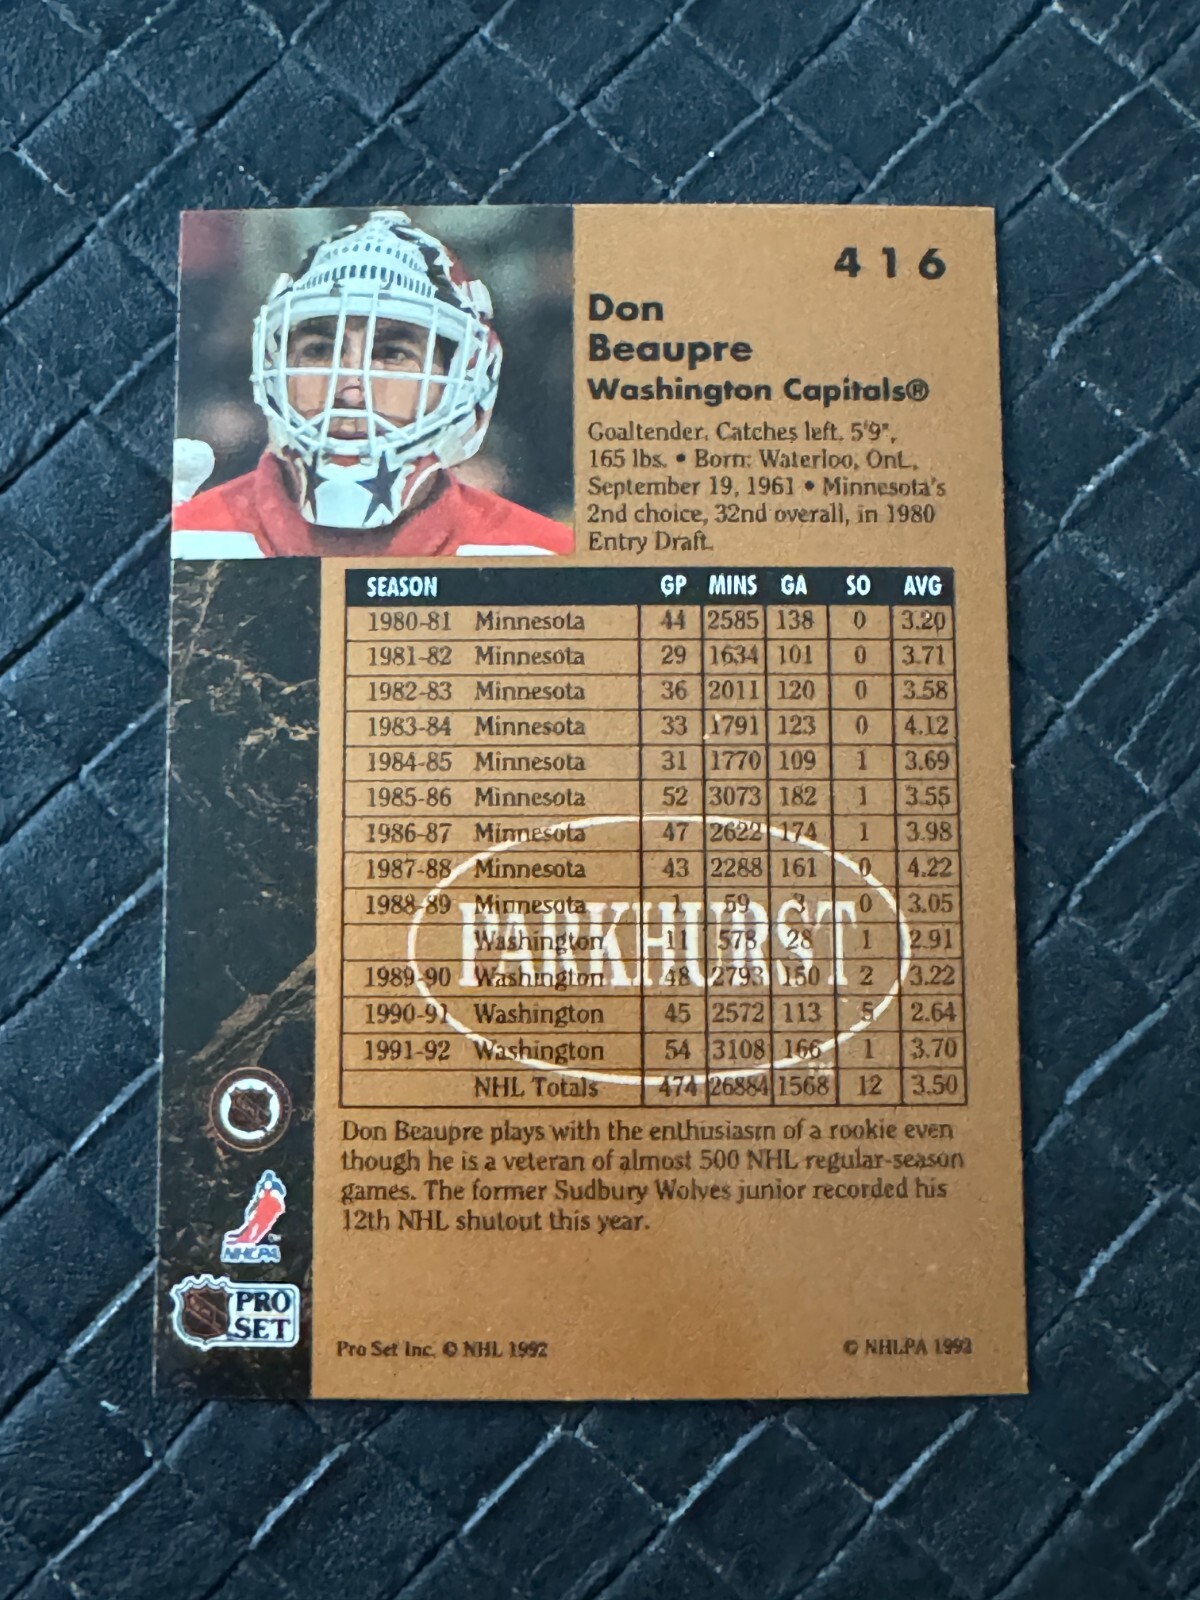 416
Don
Beaupre
Washington Capitals®
Goaltender. Catches left. 5'9",
165 lbs. • Born: Waterloo, Ont.,
September 19, 1961 • Minnesota's
2nd choice, 32nd overall, in 1980
Entry Draft.
SEASON GP MINS GA SO AVG
1980-81 Minnesota 44 2585 138 0 3.20
1981-82 Minnesota 29 1634 101 0 3.71
1982-83 Minnesota 36 2011 120 0 3.58
1983-84 Minnesota 33 1791 123 0 4.12
1984-85 Minnesota 31 1770 109 1 3.69
1985-86 Minnesota 52 3073 182 1 3.55
1986-87 Minnesota 47 2622 174 1 3.98
1987-88 Minnesota 43 2288 161 0 4.22
1988-89 Minnesota 1 59 3 0 3.05
Washington 11 578 28 1 2.91
1989-90 Washington 48 2793 150 2 3.22
1990-91 Washington 45 2572 113 5 2.64
1991-92 Washington 54 3108 166 1 3.70
NHL Totals 474 26884 1568 12 3.50
PARKHURST
Don Beaupre plays with the enthusiasm of a rookie even
though he is a veteran of almost 500 NHL regular-season
games. The former Sudbury Wolves junior recorded his
12th NHL shutout this year.
NHLPA
PRO
SET
Pro Set Inc. © NHL 1992 © NHLPA 1992